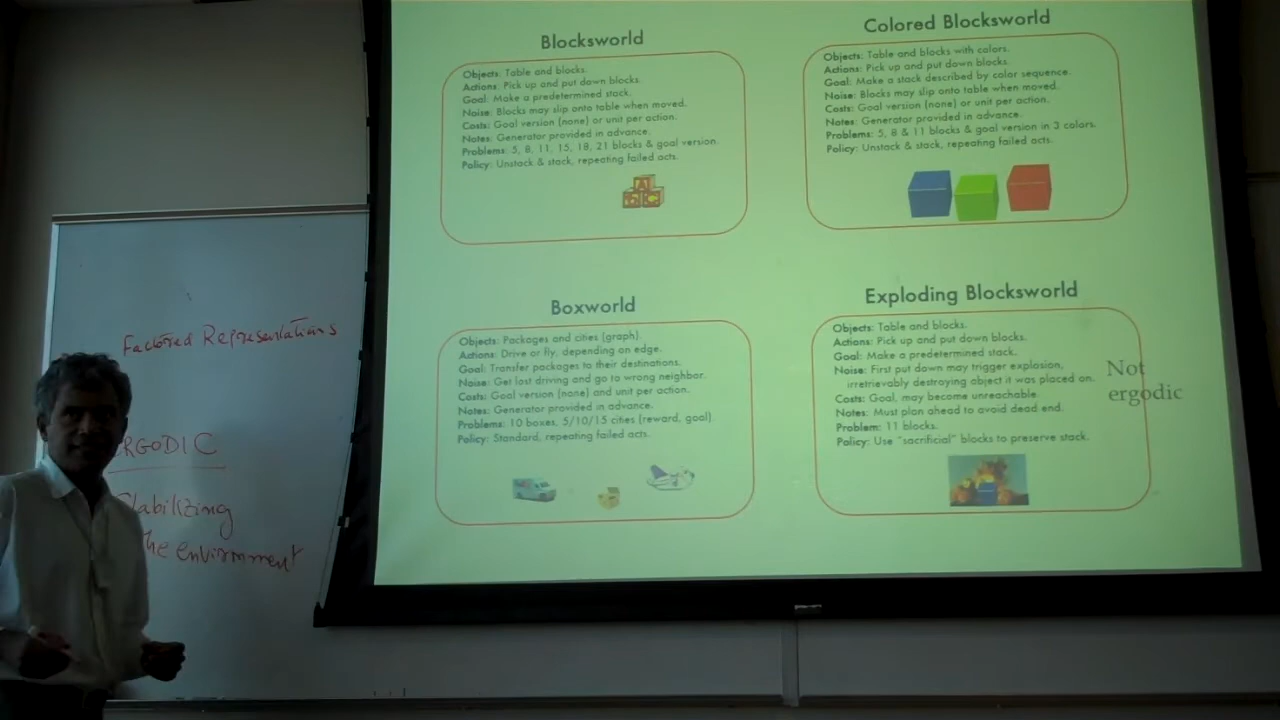 Blocksworld
Objects: Table and blocks.
Actions: Pick up and put down blocks.
Goal: Make a predetermined stack.
Noise: Blocks may slip onto table when moved.
Costs: Goal version (none) or unit per action.
Notes: Generator provided in advance.
Problems: 5, 8, 11, 15, 18, 21 blocks & goal version.
Policy: Unstack & stack, repeating failed acts.
Colored Blocksworld
Objects: Table and blocks with colors.
Actions: Pick up and put down blocks.
Goal: Make a stack described by color sequence.
Noise: Blocks may slip onto table when moved.
Costs: Goal version (none) or unit per action.
Notes: Generator provided in advance.
Problems: 5, 8 & 11 blocks & goal version in 3 colors.
Policy: Unstack & stack, repeating failed acts.
Boxworld
Objects: Packages and cities (graph).
Actions: Drive or fly, depending on edge.
Goal: Transfer packages to their destinations.
Noise: Get lost driving and go to wrong neighbor.
Costs: Goal version (none) and unit per action.
Notes: Generator provided in advance.
Problems: 10 boxes, 5/10/15 cities (reward, goal)
Policy: Standard, repeating failed acts.
Exploding Blocksworld
Objects: Table and blocks.
Actions: Pick up and put down blocks.
Goal: Make a predetermined stack.
Noise: First put down may trigger explosion,
irretrievably destroying object it was placed on.
Costs: Goal, may become unreachable.
Notes: Must plan ahead to avoid dead end.
Problem: 11 blocks.
Policy: Use "sacrificial" blocks to preserve stack.
Not
ergodic
Factored Representations
ERGODIC
Stabilizing
the environment